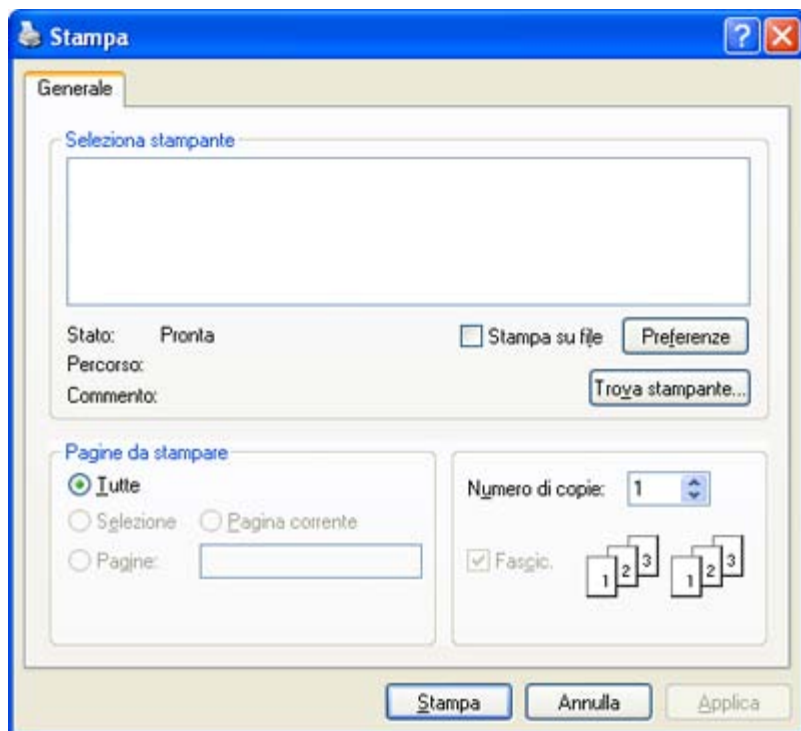 Stampa
Generale
Seleziona stampante
Stato: Pronta
Stampa su file
Preferenze
Percorso:
Commento:
Trova stampante...
Pagine da stampare
Tutte
Selezione Pagina corrente
Pagine:
Numero di copie: 1
Fascic.
1 2 3 1 2 3
Stampa Annulla Applica